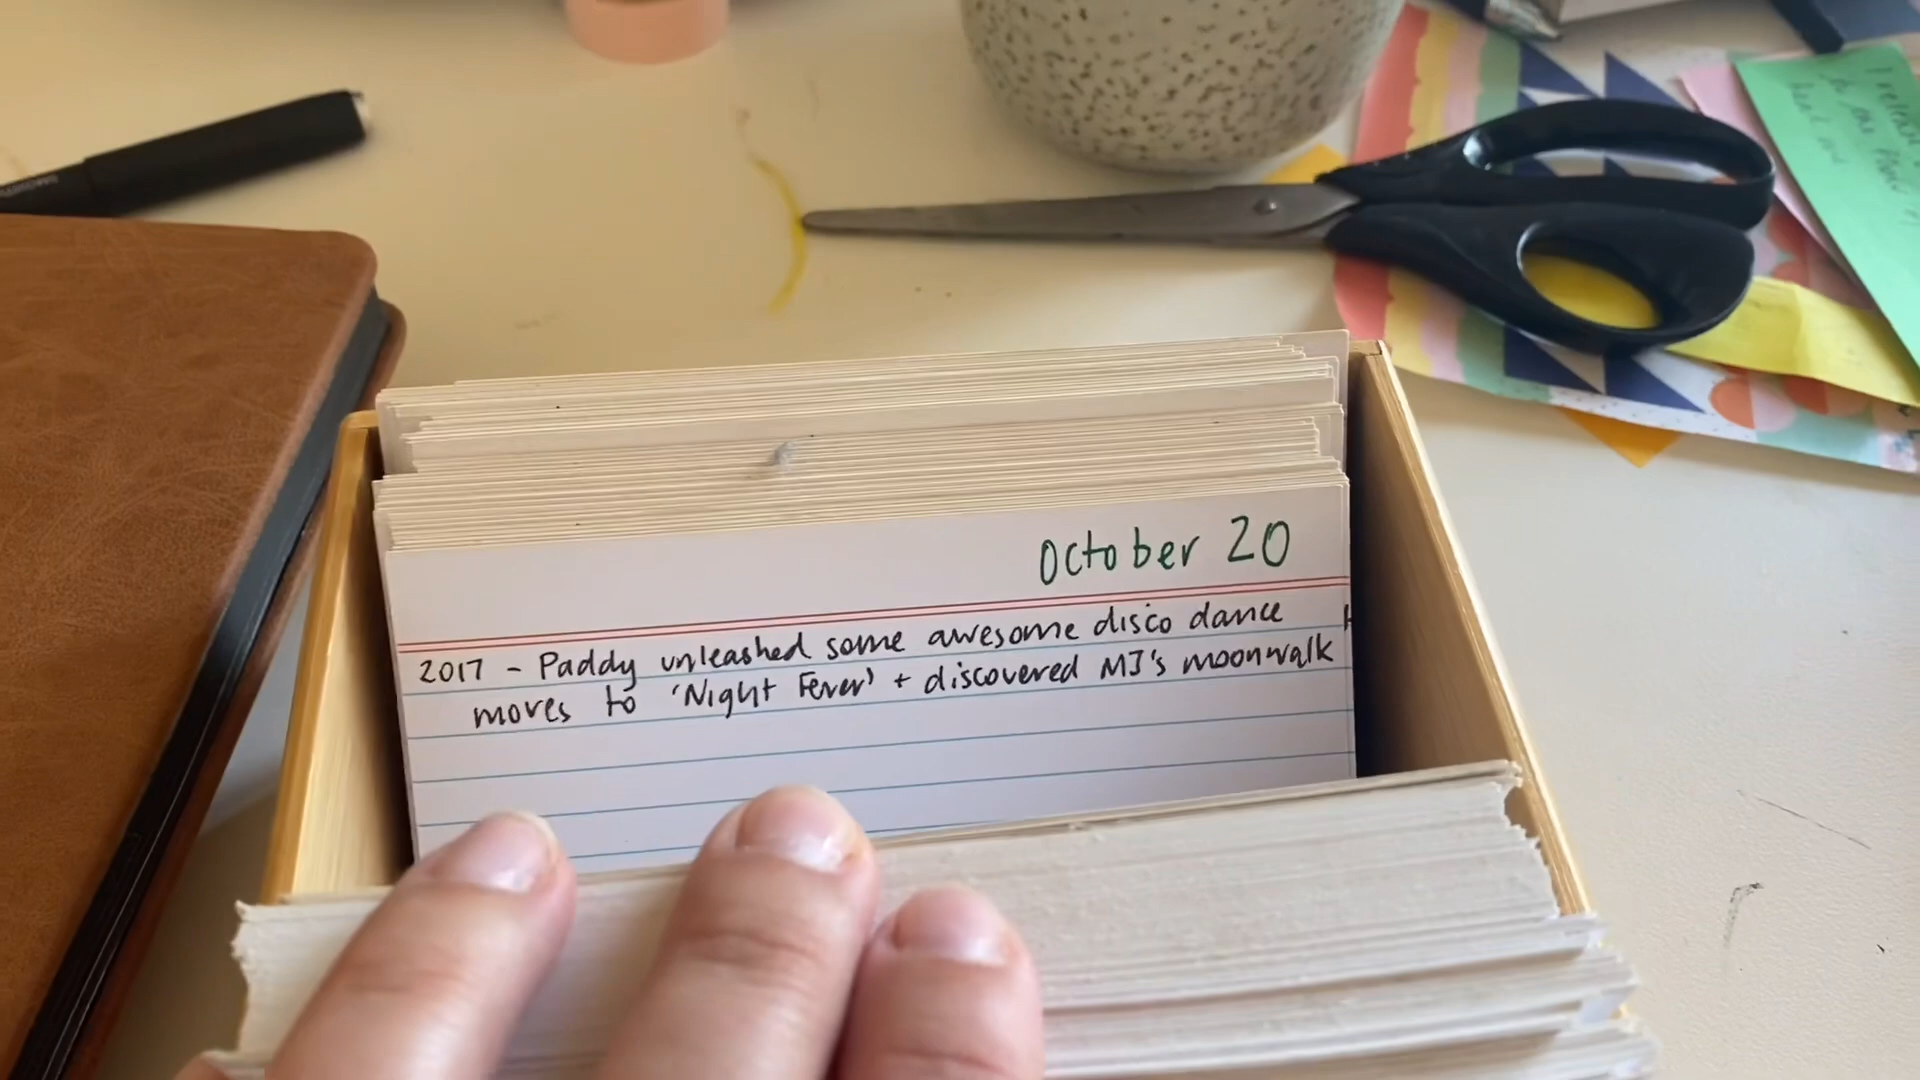 October 20
2017 - Paddy unleashed some awesome disco dance
moves to 'Night Fever' + discovered MJ's moonwalk